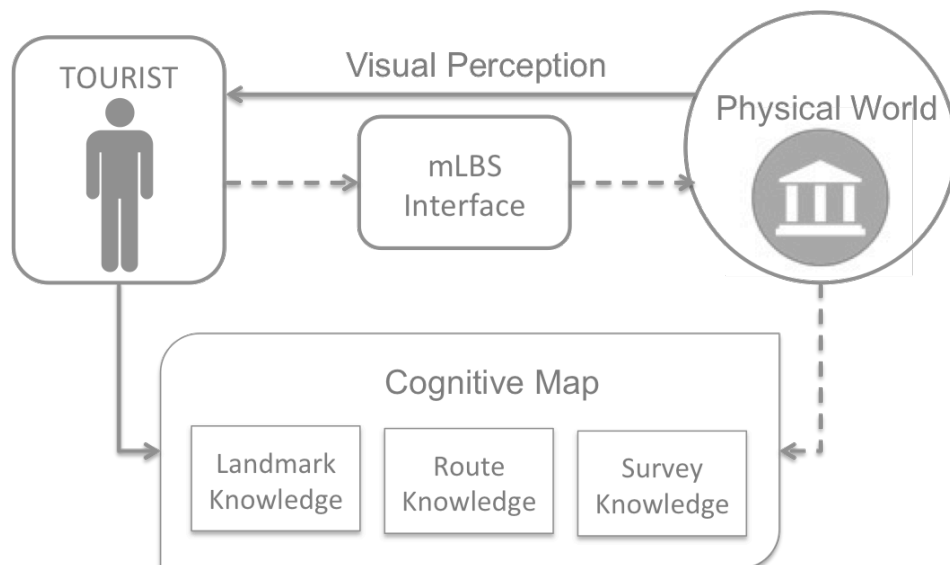 TOURIST
Visual Perception
Physical World
mLBS
Interface
Cognitive Map
Landmark
Knowledge
Route
Knowledge
Survey
Knowledge